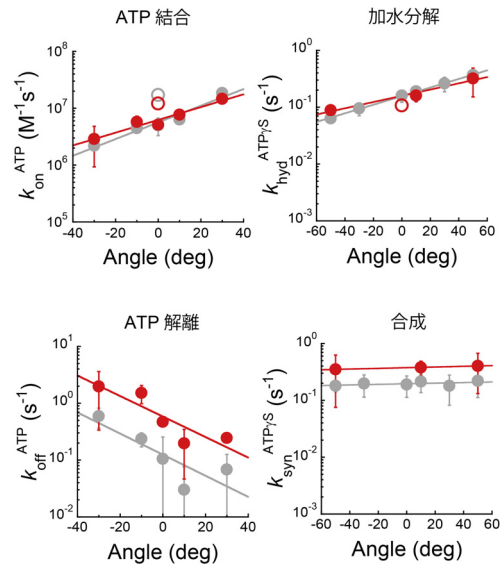 ATP 結合
k_on^ATP (M^-1 s^-1)
10^8
10^7
10^6
10^5
-40 -20 0 20 40
Angle (deg)
加水分解
k_hyd^ATPγS (s^-1)
10^0
10^-1
10^-2
10^-3
-60 -40 -20 0 20 40 60
Angle (deg)
ATP 解離
k_off^ATP (s^-1)
10^1
10^0
10^-1
10^-2
-40 -20 0 20 40
Angle (deg)
合成
k_syn^ATPγS (s^-1)
10^0
10^-1
10^-2
10^-3
-60 -40 -20 0 20 40 60
Angle (deg)